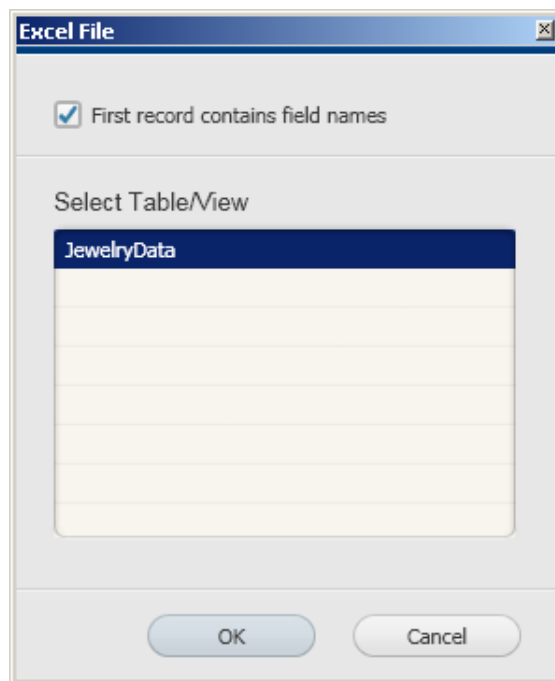 Excel File
First record contains field names
Select Table/View
JewelryData
OK
Cancel